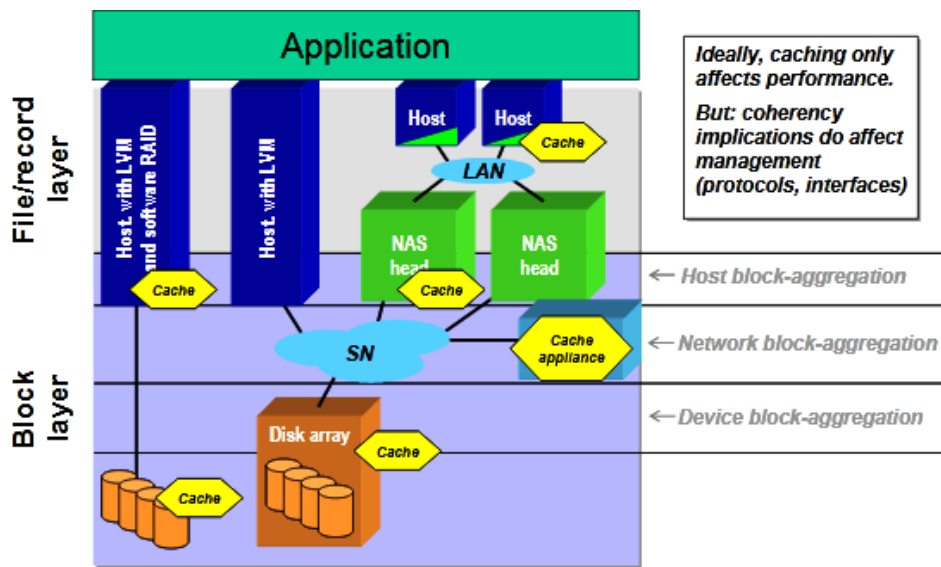 Application
File/record
layer
Block
layer
Host. with LVM
and software RAID
Host. with LVM
Host
Host
Cache
LAN
NAS
head
NAS
head
Cache
Cache
SN
Cache
appliance
Disk array
Cache
Cache
Ideally, caching only
affects performance.
But: coherency
implications do affect
management
(protocols, interfaces)
Host block-aggregation
Network block-aggregation
Device block-aggregation